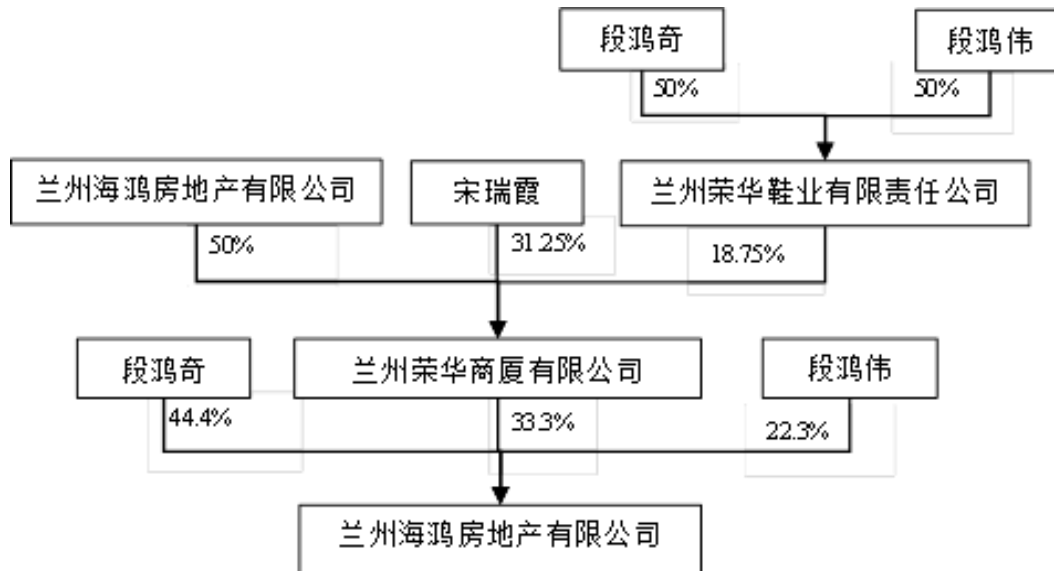 段鸿奇
段鸿伟
50%
50%
兰州海鸿房地产有限公司
宋瑞霞
兰州荣华鞋业有限责任公司
50%
31.25%
18.75%
段鸿奇
兰州荣华商厦有限公司
段鸿伟
44.4%
33.3%
22.3%
兰州海鸿房地产有限公司